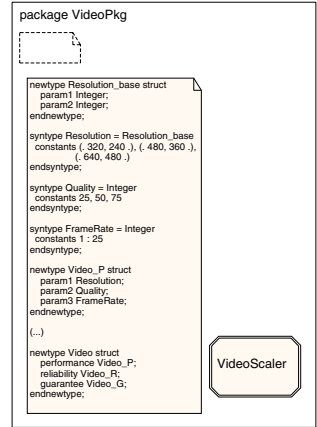 package VideoPkg
newtype Resolution_base struct
param1 Integer;
param2 Integer;
endnewtype;
syntype Resolution = Resolution_base
constants (. 320, 240 .), (. 480, 360 .),
(. 640, 480 .)
endsyntype;
syntype Quality = Integer
constants 25, 50, 75
endsyntype;
syntype FrameRate = Integer
constants 1 : 25
endsyntype;
newtype Video_P struct
param1 Resolution;
param2 Quality;
param3 FrameRate;
endnewtype;
(...)
newtype Video struct
performance Video_P;
reliability Video_R;
guarantee Video_G;
endnewtype;
VideoScaler